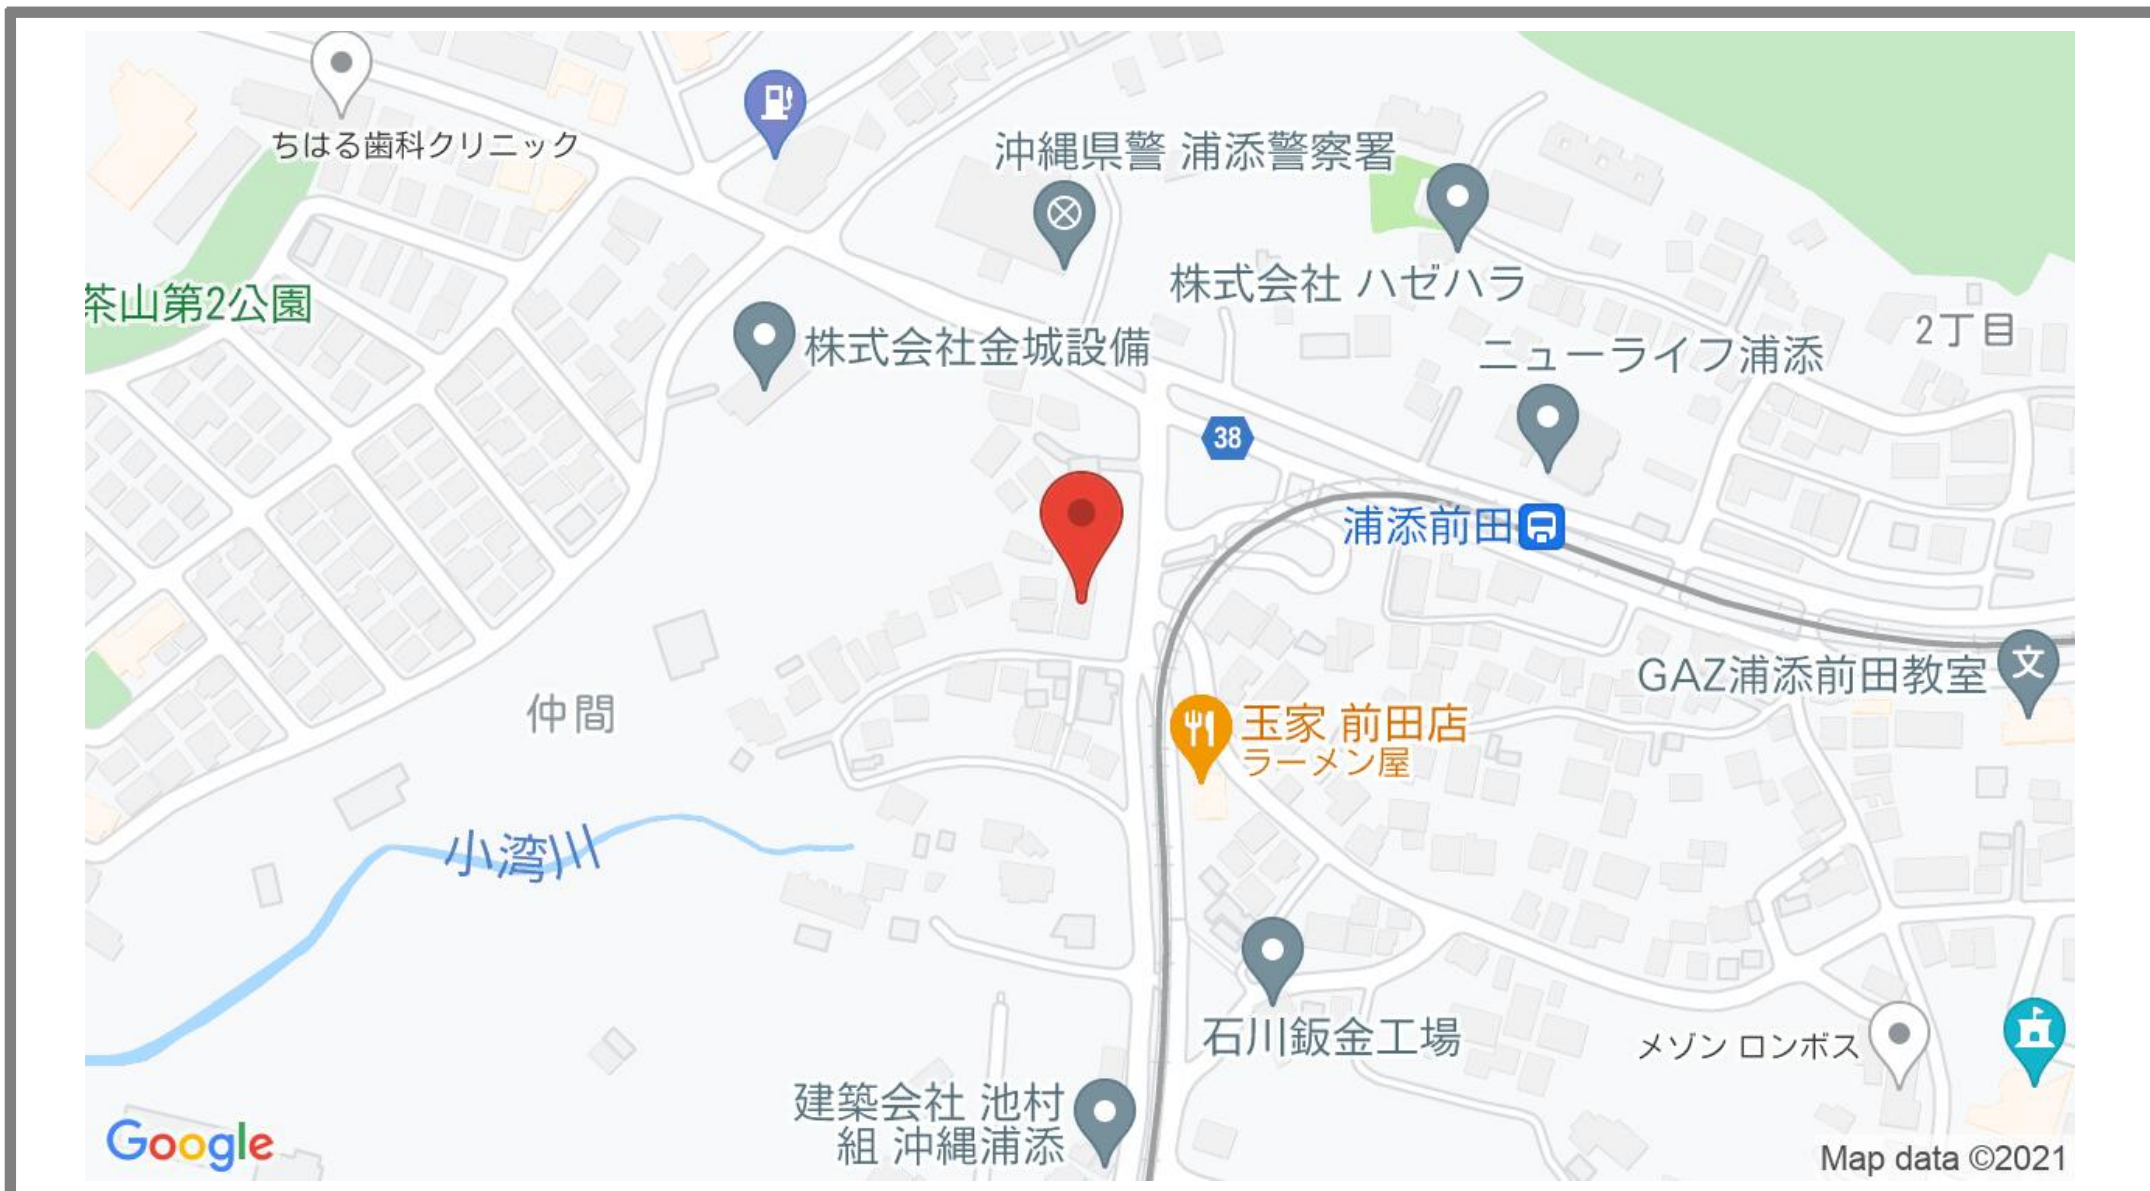 ちはる歯科クリニック
沖縄県警 浦添警察署
株式会社 ハゼハラ
茶山第2公園
株式会社金城設備
2丁目
ニューライフ浦添
38
浦添前田
GAZ浦添前田教室
文
仲間
玉家 前田店
ラーメン屋
小湾川
石川鈑金工場
メゾン ロンボス
建築会社 池村
組 沖縄浦添
Google
Map data ©2021